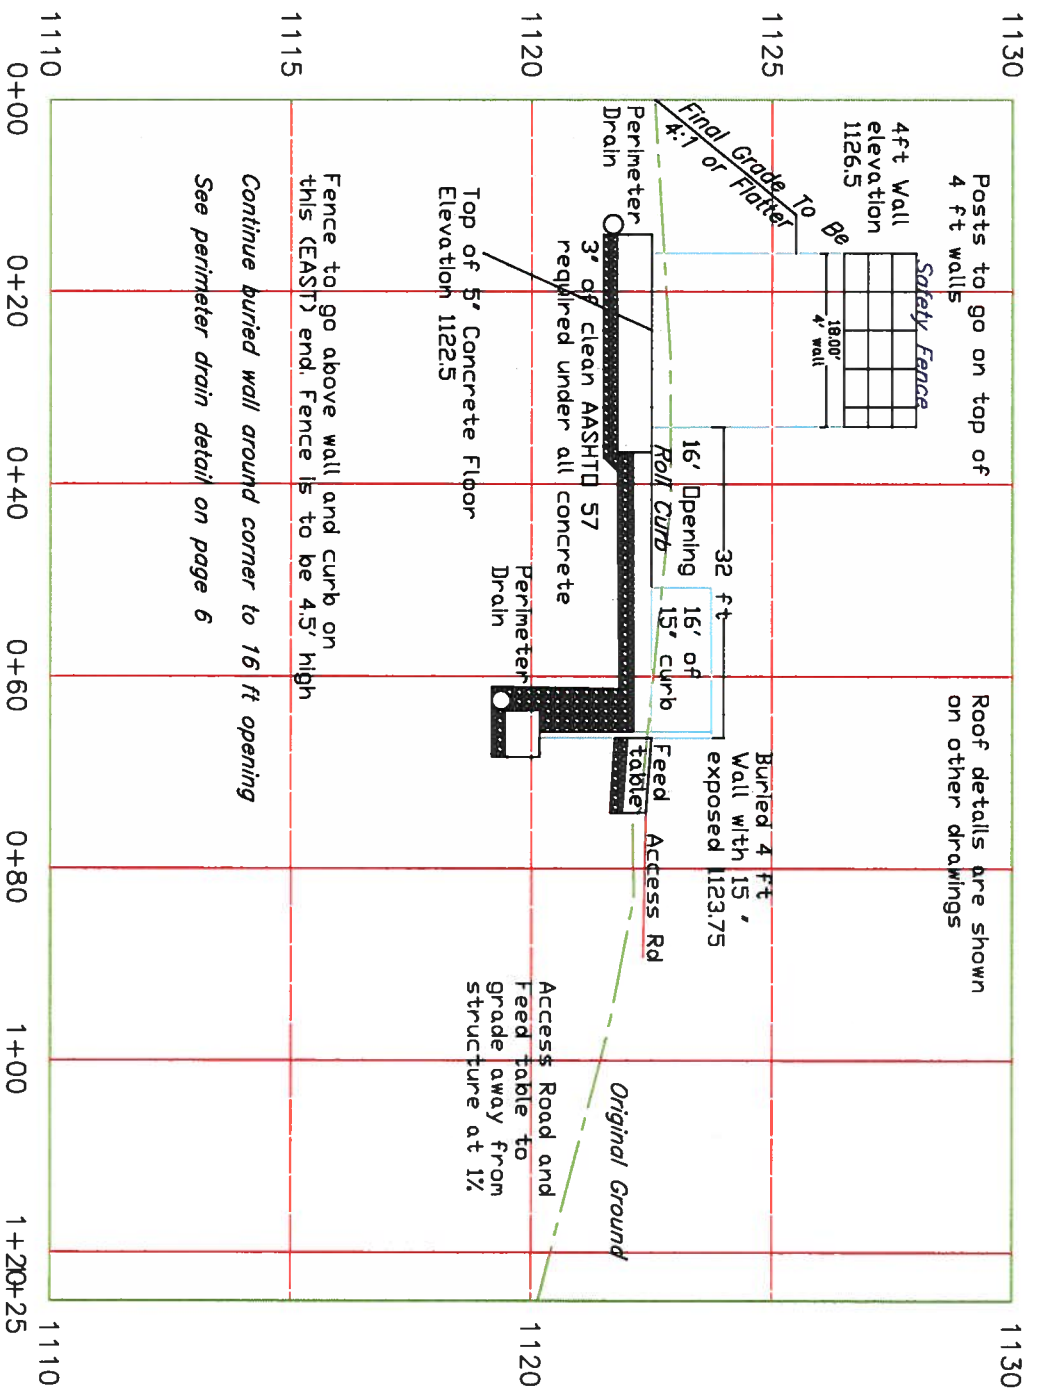 Posts to go on top of
4 ft walls
Safety Fence
4ft Wall
elevation
1126.5
18.00'
4' wall
Final Grade To Be
4:1 or Flatter
Perimeter
Drain
3" of clean AASHTO 57
required under all concrete
Top of 5" Concrete Floor
Elevation 1122.5
32 ft
16' Opening
Roll Curb
16' of
15" curb
Roof details are shown
on other drawings
Buried 4 ft
Wall with 15 "
exposed 1123.75
Feed
table
Access Rd
Perimeter
Drain
Original Ground
Access Road and
Feed table to
grade away from
structure at 1%
Fence to go above wall and curb on
this (EAST) end. Fence is to be 4.5' high
Continue buried wall around corner to 16 ft opening
See perimeter drain detail on page 6
1130
1125
1120
1115
1110
1130
1120
1110
0+00
0+20
0+40
0+60
0+80
1+00
1+20
1+25